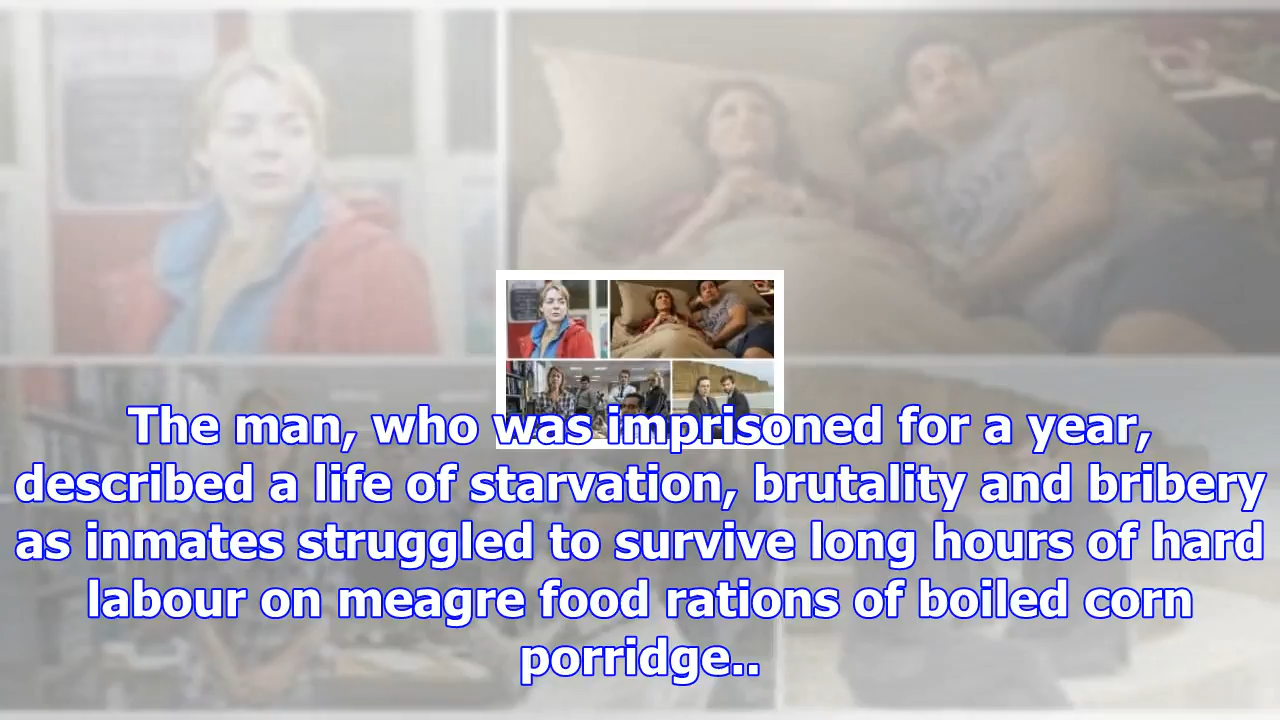 The man, who was imprisoned for a year,
described a life of starvation, brutality and bribery
as inmates struggled to survive long hours of hard
labour on meagre food rations of boiled corn
porridge..